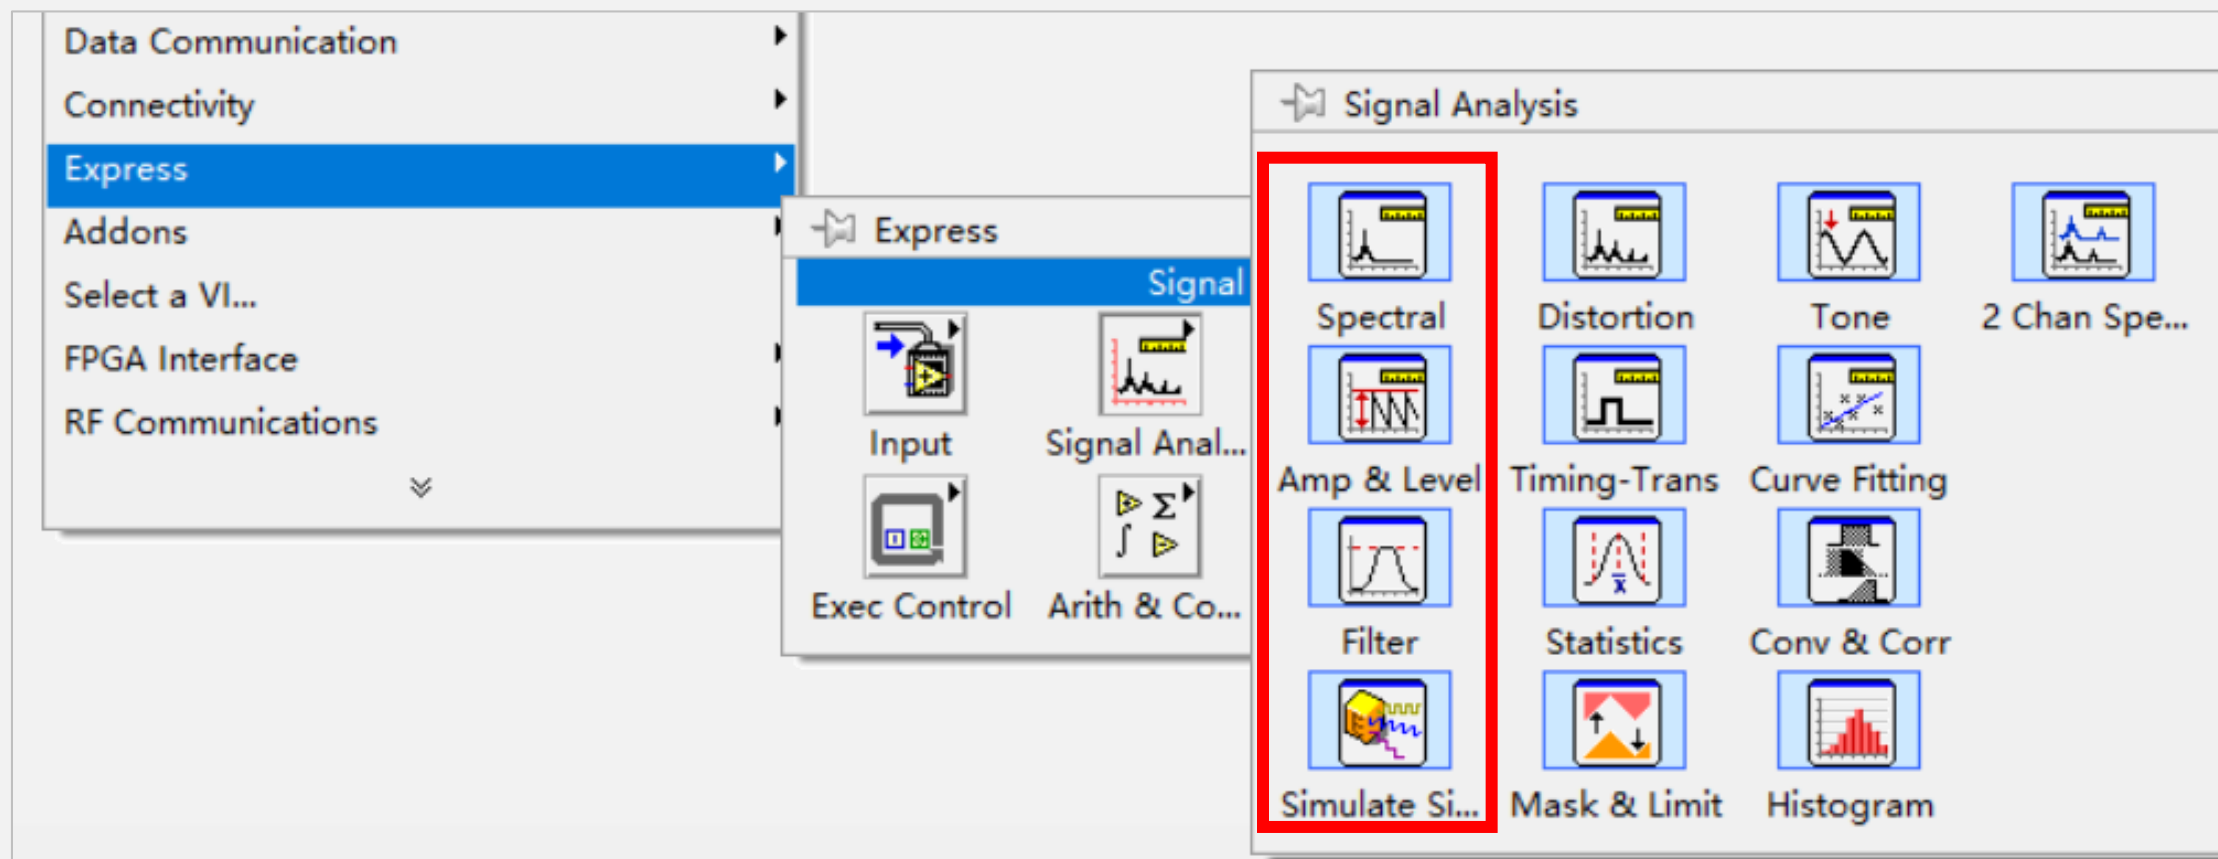 Data Communication
Connectivity
Express
Addons
Select a VI...
FPGA Interface
RF Communications
Express
Signal
Input
Signal Anal...
Exec Control
Arith & Co...
Signal Analysis
Spectral
Distortion
Tone
2 Chan Spe...
Amp & Level
Timing-Trans
Curve Fitting
Filter
Statistics
Conv & Corr
Simulate Si...
Mask & Limit
Histogram